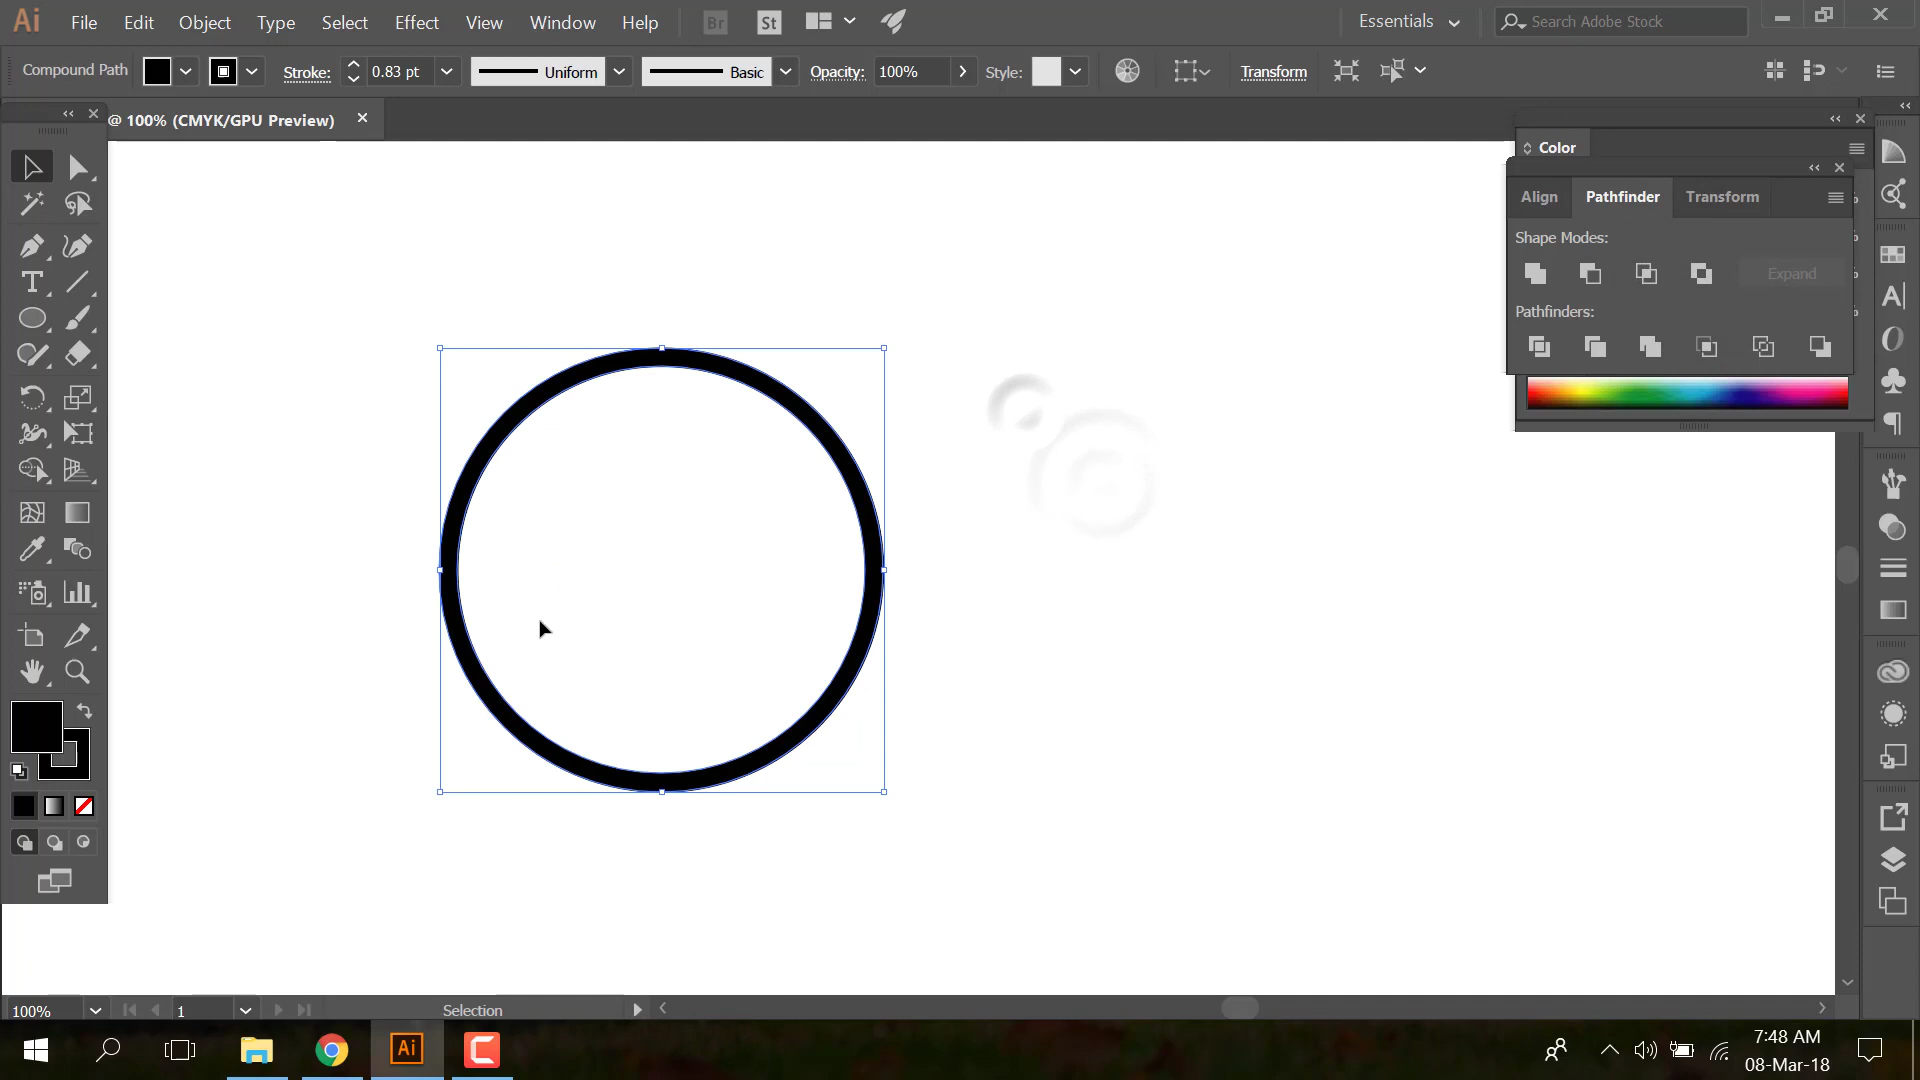 Ai File Edit Object Type Select Effect View Window Help Br St Essentials Search Adobe Stock
Compound Path Stroke: 0.83 pt Uniform Basic Opacity: 100% Style: Transform
@ 100% (CMYK/GPU Preview)
Color
Align Pathfinder Transform
Shape Modes:
Expand
Pathfinders:
100% 1 Selection
Ai
7:48 AM
08-Mar-18